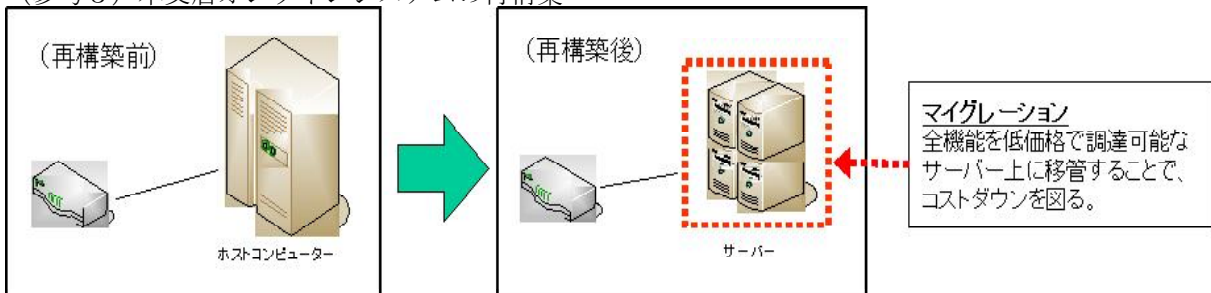 (再構築前)
ホストコンピューター
(再構築後)
サーバー
マイグレーション
全機能を低価格で調達可能な
サーバー上に移管することで、
コストダウンを図る。